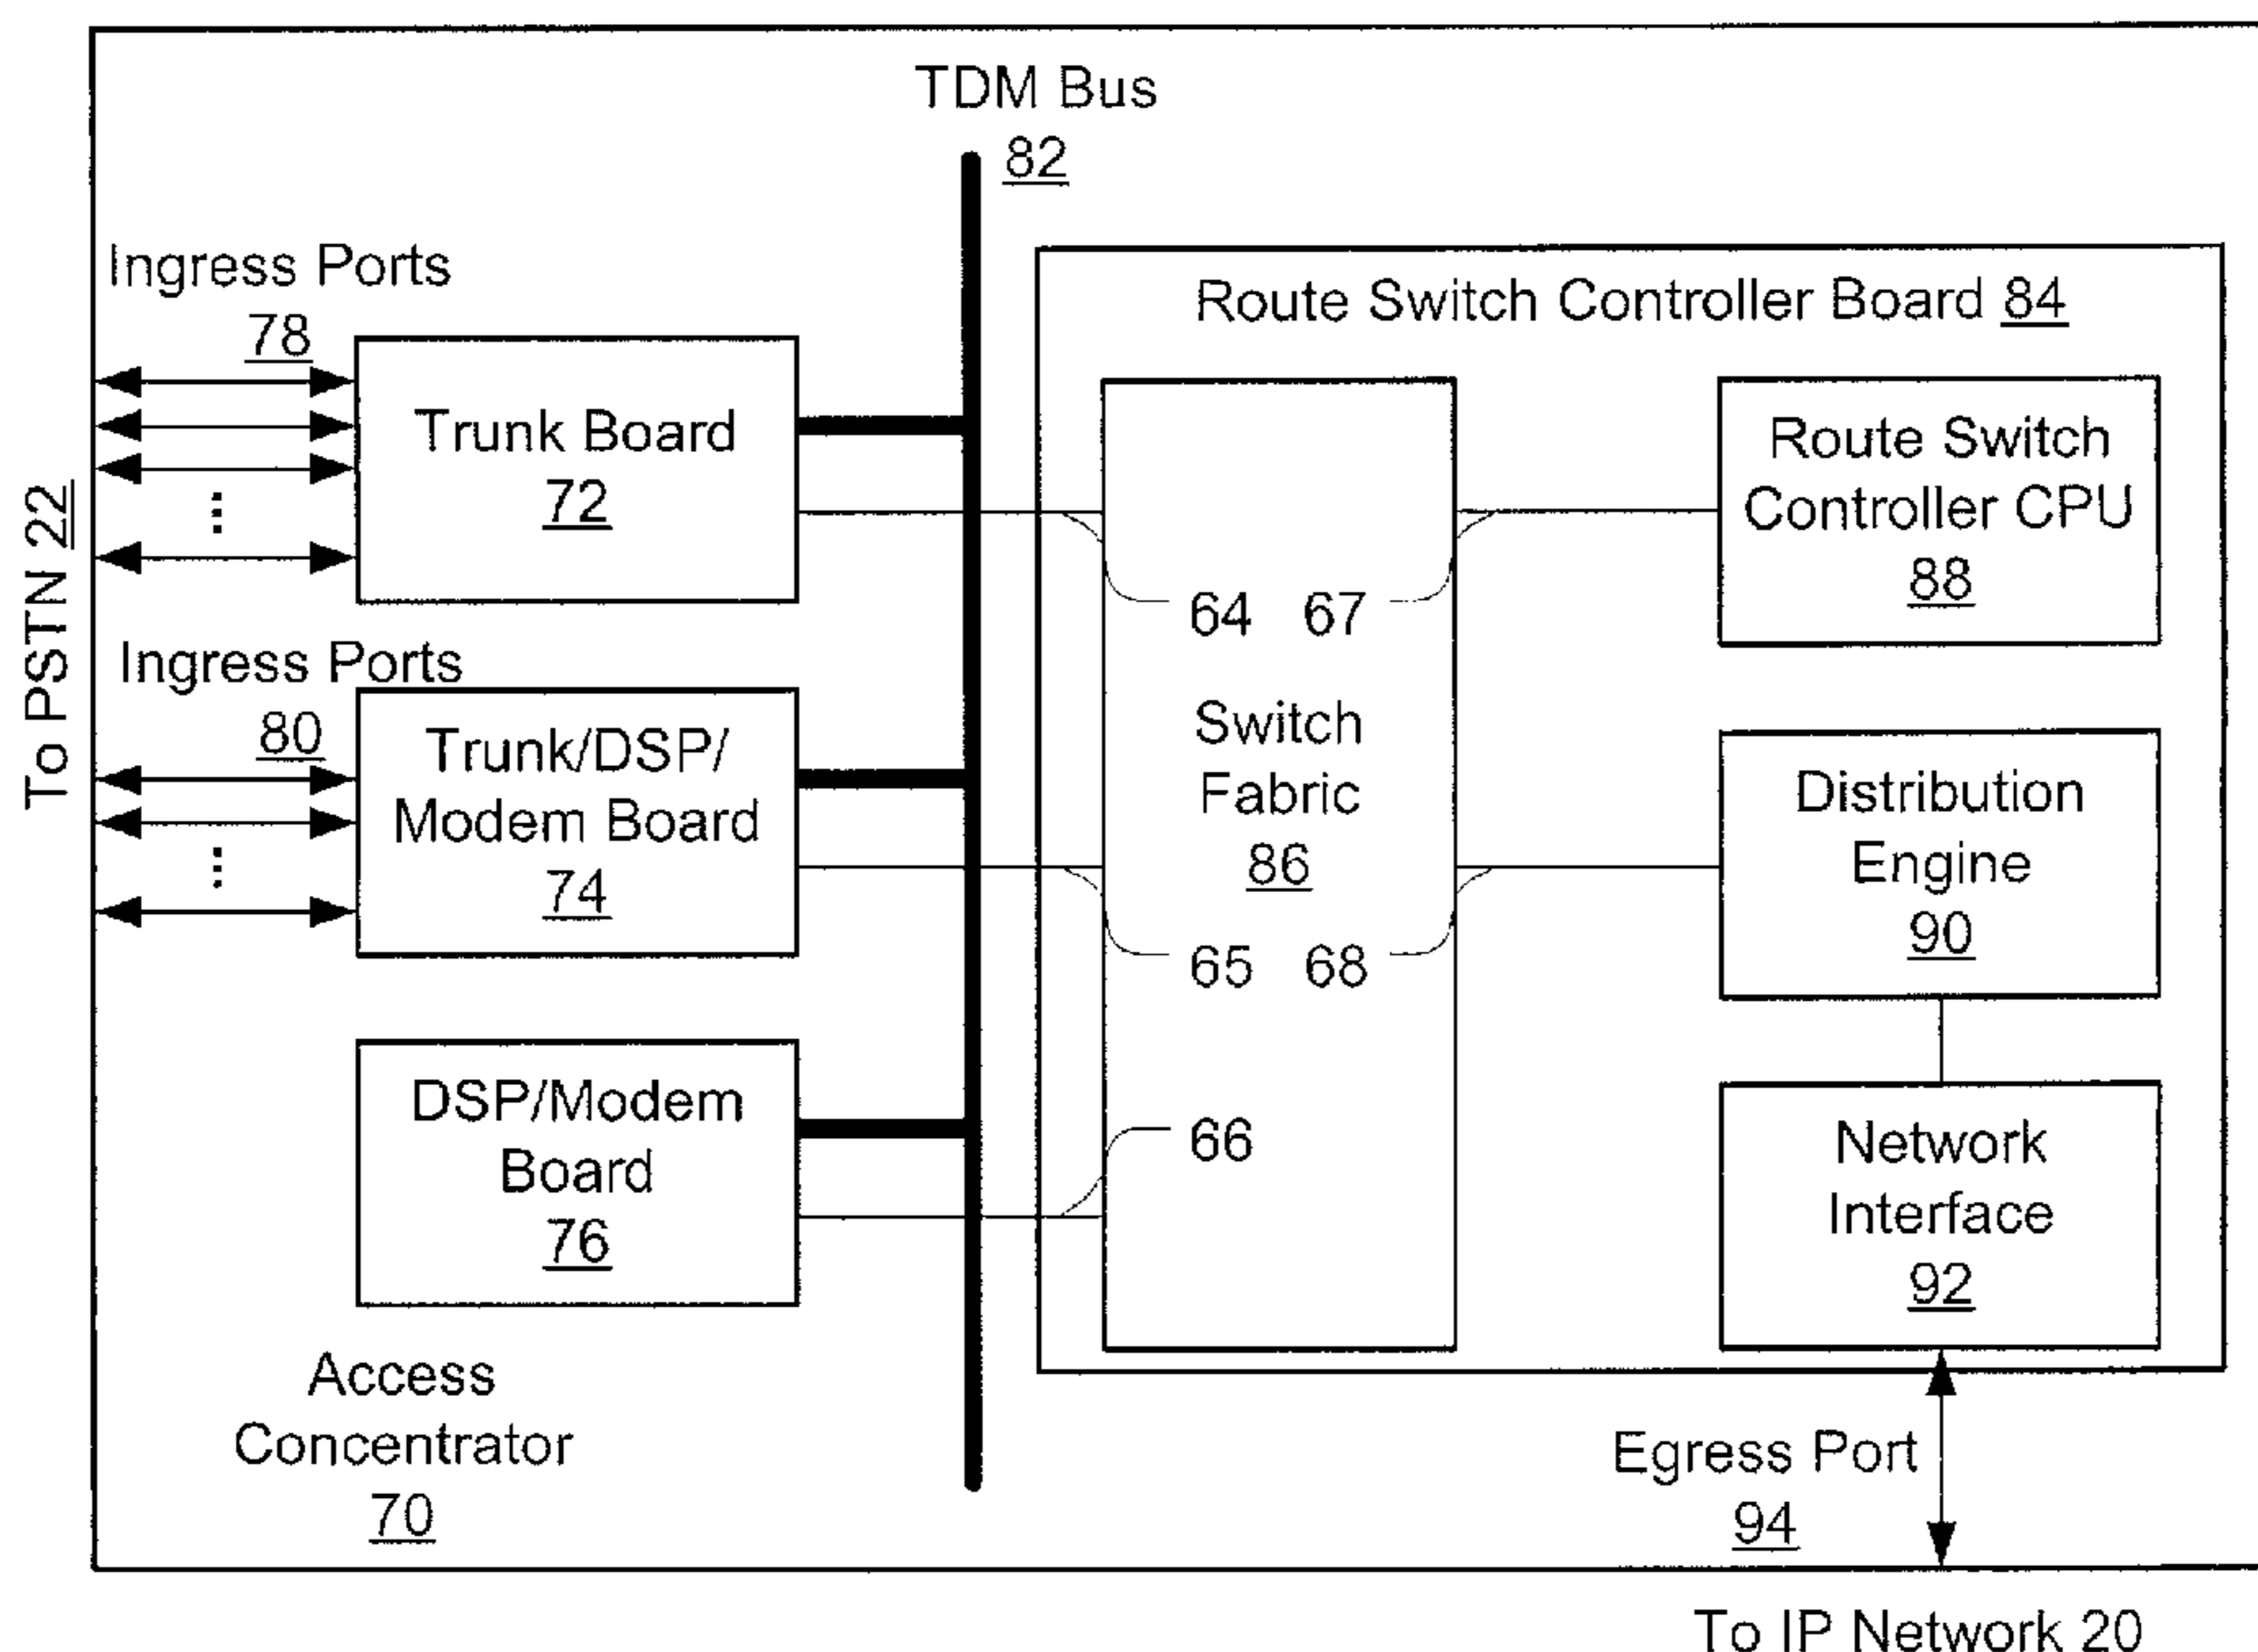 TDM Bus
82
Ingress Ports
78
Route Switch Controller Board 84
Trunk Board
72
Route Switch
Controller CPU
88
64
67
To PSTN 22
Ingress Ports
80
Trunk/DSP/
Modem Board
74
Switch
Fabric
86
Distribution
Engine
90
65
68
DSP/Modem
Board
76
66
Network
Interface
92
Access
Concentrator
70
Egress Port
94
To IP Network 20